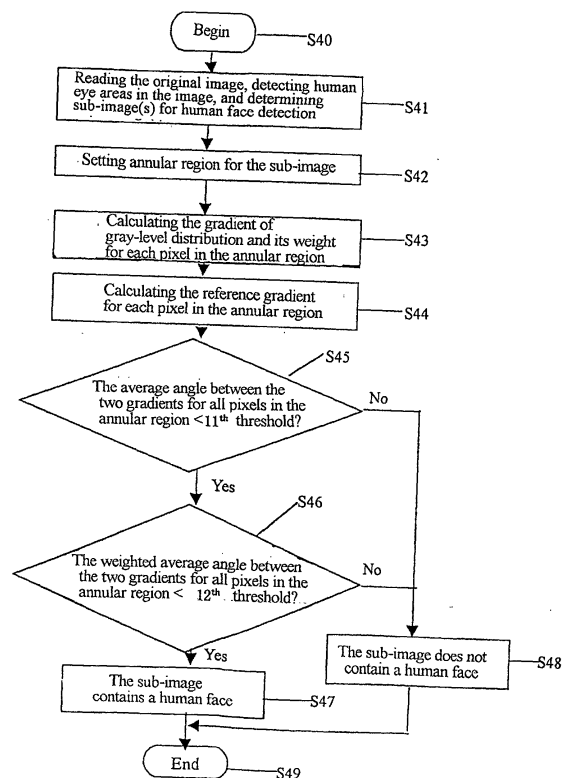 Begin
S40
Reading the original image, detecting human
eye areas in the image, and determining
sub-image(s) for human face detection
S41
Setting annular region for the sub-image
S42
Calculating the gradient of
gray-level distribution and its weight
for each pixel in the annular region
S43
Calculating the reference gradient
for each pixel in the annular region
S44
S45
The average angle between the
two gradients for all pixels in the
annular region <11th threshold?
No
Yes
S46
The weighted average angle between
the two gradients for all pixels in the
annular region < 12th threshold?
No
Yes
The sub-image does not
contain a human face
S48
The sub-image
contains a human face
S47
End
S49